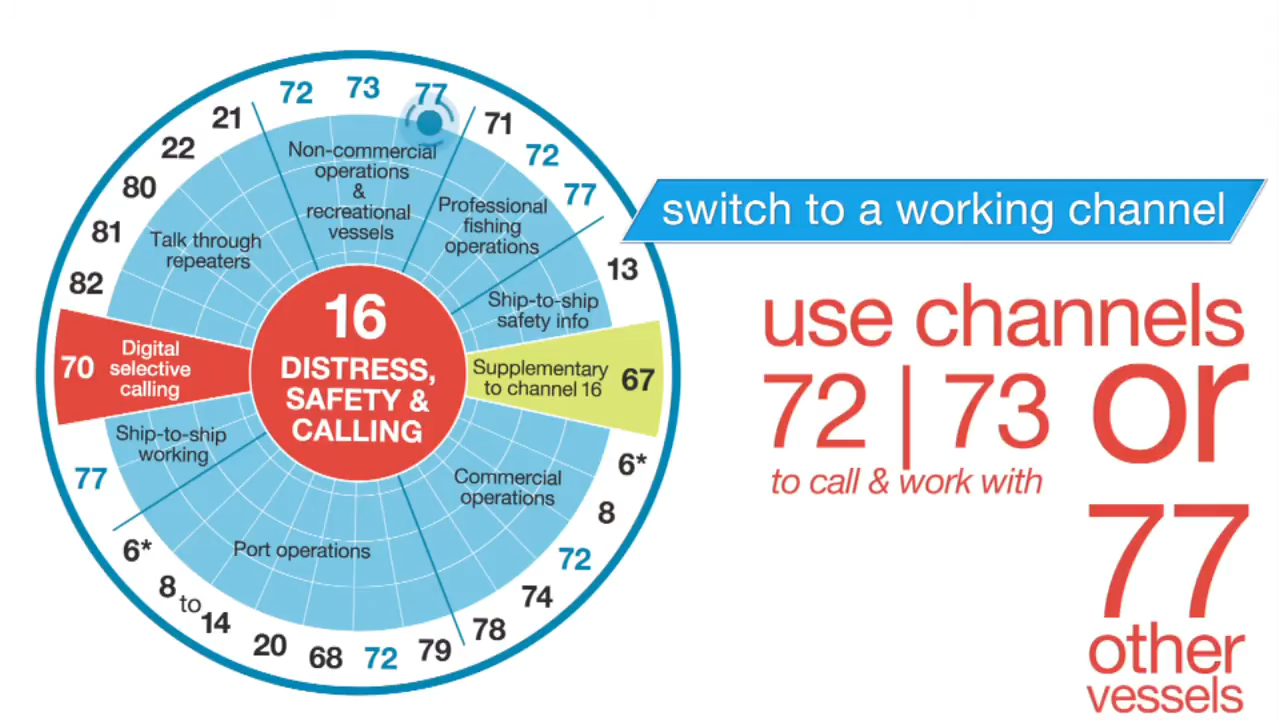 72 73 77
Non-commercial
operations
&
recreational
vessels
71
72
77
Professional
fishing
operations
13
Ship-to-ship
safety info
Supplementary
to channel 16
67
6*
8
72
74
78
Commercial
operations
79
72
68
20
14
to
8
6*
Port operations
77
Ship-to-ship
working
70
Digital
selective
calling
82
81
80
22
21
Talk through
repeaters
16
DISTRESS,
SAFETY &
CALLING
switch to a working channel
use channels
72 | 73 or
to call & work with
77
other
vessels